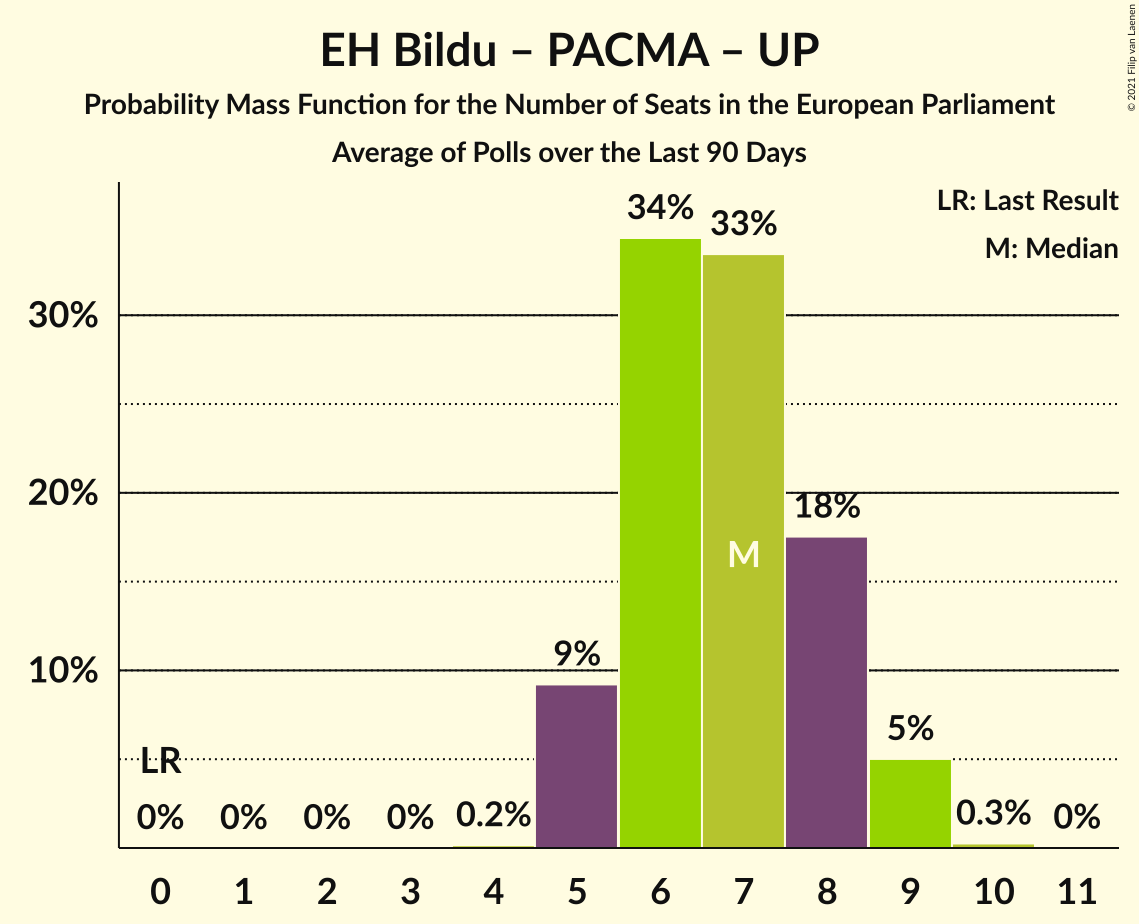 EH Bildu – PACMA – UP
Probability Mass Function for the Number of Seats in the European Parliament
Average of Polls over the Last 90 Days
© 2021 Filip van Laenen
LR: Last Result
M: Median
34%
33%
30%
20%
18%
M
9%
10%
5%
LR
0%
0%
0%
0%
0.2%
0.3%
0%
0 1 2 3 4 5 6 7 8 9 10 11